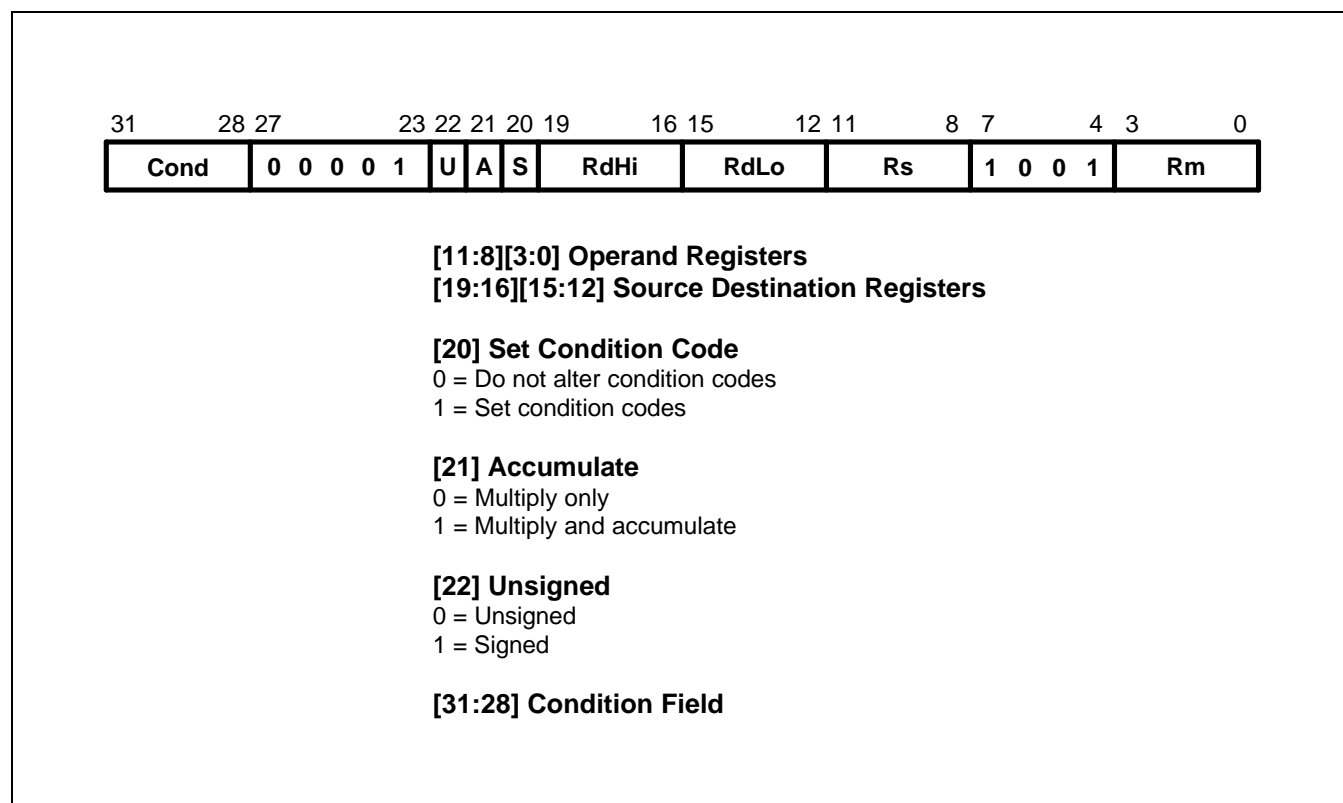 31 28 27 23 22 21 20 19 16 15 12 11 8 7 4 3 0
Cond 0 0 0 0 1 U A S RdHi RdLo Rs 1 0 0 1 Rm
[11:8][3:0] Operand Registers
[19:16][15:12] Source Destination Registers
[20] Set Condition Code
0 = Do not alter condition codes
1 = Set condition codes
[21] Accumulate
0 = Multiply only
1 = Multiply and accumulate
[22] Unsigned
0 = Unsigned
1 = Signed
[31:28] Condition Field